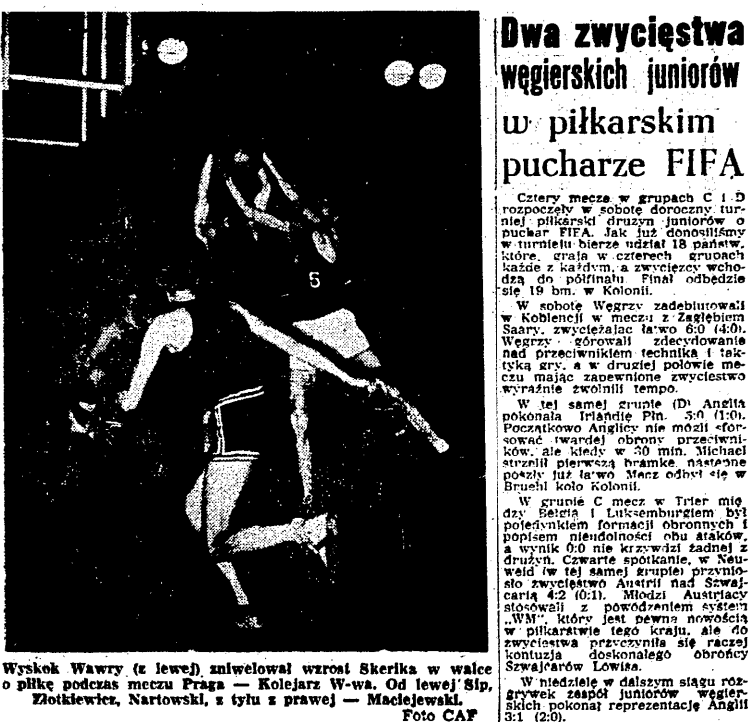 Dwa zwycięstwa
węgierskich juniorów
w piłkarskim
pucharze FIFA
Cztery mecze w grupach C i D
rozpoczęły w sobotę doroczny tur-
niej piłkarski drużyn juniorów o
puchar FIFA. Jak już donosiliśmy
w turnieju bierze udział 18 państw,
które grają w czterech grupach
każde z każdym, a zwycięzcy wcho-
dzą do półfinału. Finał odbędzie
się 19 bm. w Kolonii.
W sobotę Węgrzy zadebiutowali
w Koblencji w meczu z Zagłębiem
Saary, zwyciężając łatwo 6:0 (4:0).
Węgrzy górowali zdecydowanie
nad przeciwnikiem techniką i tak-
tyką gry, a w drugiej połowie me-
czu mając zapewnione zwycięstwo
wyraźnie zwolnili tempo.
W tej samej grupie (D) Anglia
pokonała Irlandię Płn. 5:0 (1:0).
Początkowo Anglicy nie mogli sfor-
sować twardej obrony przeciwni-
ków, ale kiedy w 30 min. Michael
strzelił pierwszą bramkę, następne
poszły już łatwo. Mecz odbył się w
Bruehl koło Kolonii.
W grupie C mecz w Trier mię
dzy Belgią i Luksemburgiem był
pojedynkiem formacji obronnych i
popisem nieudolności obu ataków,
a wynik 0:0 nie krzywdzi żadnej z
drużyn. Czwarte spotkanie, w Neu-
weid (w tej samej grupie) przynio-
sło zwycięstwo Austrii nad Szwaj-
carią 4:2 (0:1). Młodzi Austriacy
stosowali z powodzeniem system
„WM", który jest pewną nowością
w piłkarstwie tego kraju, ale do
zwycięstwa przyczyniła się raczej
kontuzja doskonałego obrońcy
Szwajcarów Lowisa.
W niedzielę w dalszym ciągu roz-
grywek zespół juniorów węgier-
skich pokonał reprezentację Anglii
3:1 (2:0).
5
Wyskok Wawry (z lewej) zniwelował wzrost Skerika w walce
o piłkę podczas meczu Praga — Kolejarz W-wa. Od lewej Sip,
Złotkiewicz, Nartowski, z tyłu z prawej — Maciejewski.
Foto CAF